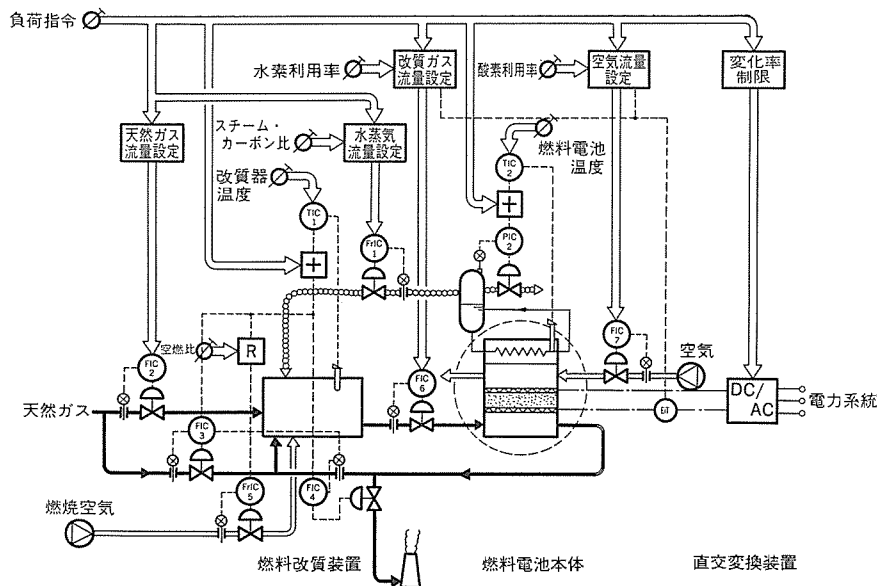 負荷指令
水素利用率
改質ガス
流量設定
酸素利用率
空気流量
設定
変化率
制限
天然ガス
流量設定
スチーム・
カーボン比
水蒸気
流量設定
燃料電池
温度
TIC
2
改質器
温度
TIC
1
+
+
FrIC
1
PIC
2
空燃比
R
FIC
2
FIC
6
FIC
7
空気
天然ガス
FIC
3
DC/
AC
電力系統
FrIC
5
FIC
4
燃焼空気
燃料改質装置
燃料電池本体
直交変換装置